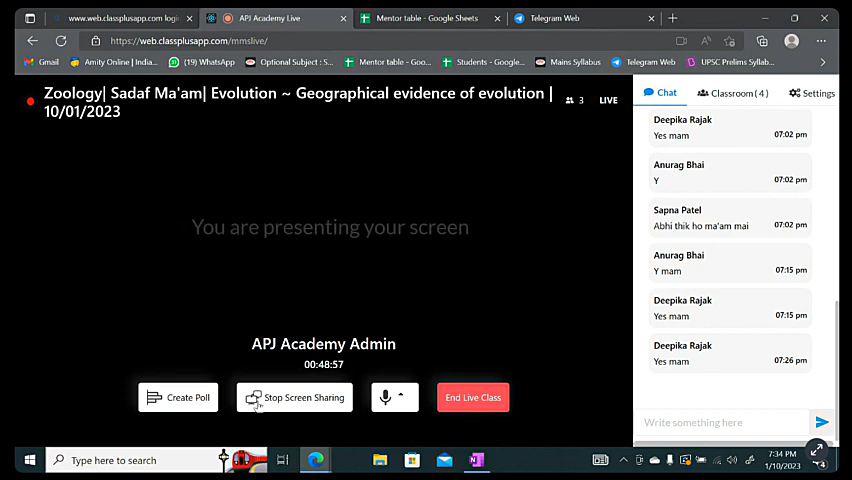 www.classplusapp.com login
APJ Academy Live
Mentor table - Google Sheets
Telegram Web
https://web.classplusapp.com/mmslive/
Gmail
Amity Online | India...
(19) WhatsApp
Optional Subject : S...
Mentor table - Goo...
Students - Google...
Mains Syllabus
Telegram Web
UPSC Prelims Syllab...
Zoology| Sadaf Ma'am| Evolution ~ Geographical evidence of evolution |
10/01/2023
3
LIVE
You are presenting your screen
APJ Academy Admin
00:48:57
Create Poll
Stop Screen Sharing
End Live Class
Chat
Classroom ( 4 )
Settings
Deepika Rajak
Yes mam
07:02 pm
Anurag Bhai
Y
07:02 pm
Sapna Patel
Abhi thik ho ma'am mai
07:02 pm
Anurag Bhai
Y mam
07:15 pm
Deepika Rajak
Yes mam
07:15 pm
Deepika Rajak
Yes mam
07:26 pm
Write something here
Type here to search
7:34 PM
1/10/2023
4